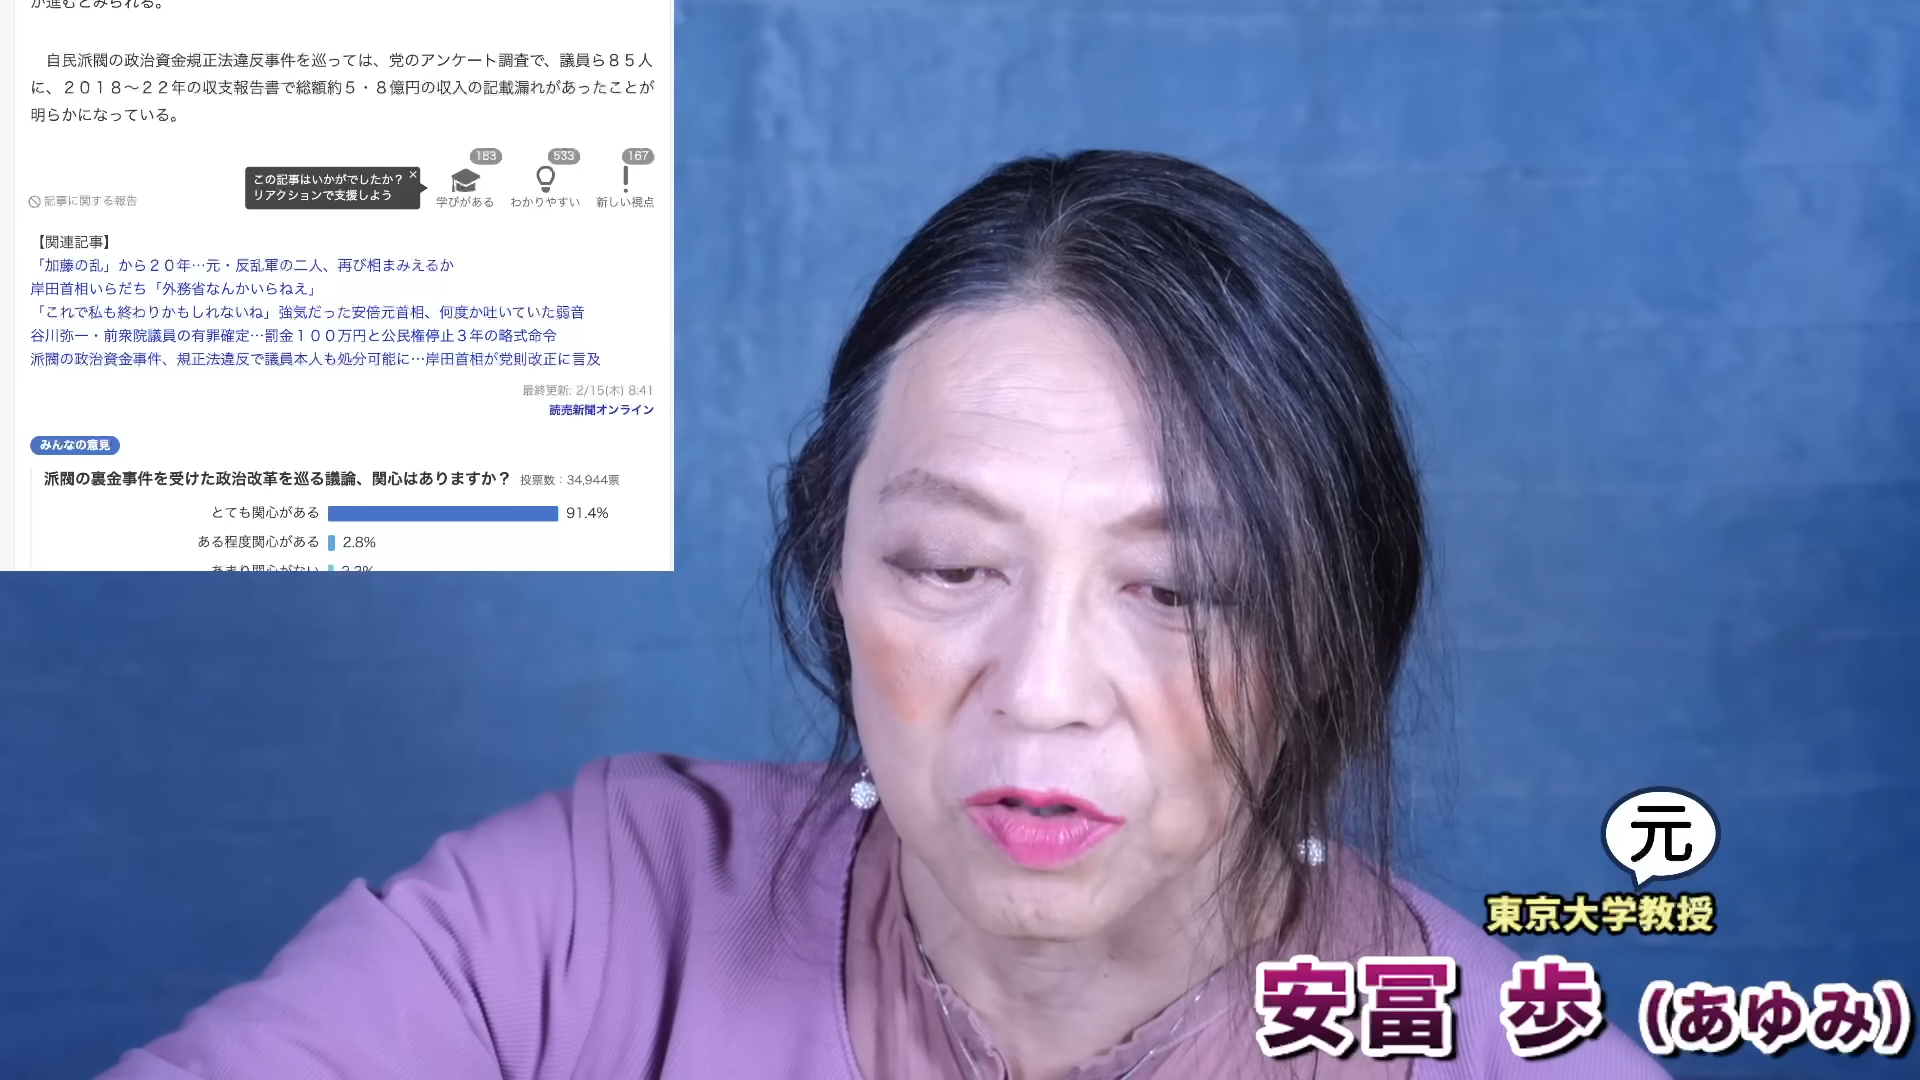 が進むとみられる。
自民派閥の政治資金規正法違反事件を巡っては、党のアンケート調査で、議員ら８５人
に、２０１８～２２年の収支報告書で総額約５・８億円の収入の記載漏れがあったことが
明らかになっている。
183
533
167
この記事はいかがでしたか？ ×
リアクションで支援しよう
記事に関する報告
学びがある
わかりやすい
新しい視点
【関連記事】
「加藤の乱」から２０年…元・反乱軍の二人、再び相まみえるか
岸田首相いらだち「外務省なんかいらねえ」
「これで私も終わりかもしれないね」強気だった安倍元首相、何度か吐いていた弱音
谷川弥一・前衆院議員の有罪確定…罰金１００万円と公民権停止３年の略式命令
派閥の政治資金事件、規正法違反で議員本人も処分可能に…岸田首相が党則改正に言及
最終更新: 2/15(木) 8:41
読売新聞オンライン
みんなの意見
派閥の裏金事件を受けた政治改革を巡る議論、関心はありますか？ 投票数：34,944票
とても関心がある 91.4%
ある程度関心がある 2.8%
あまり関心がない
元
東京大学教授
安冨 歩（あゆみ）